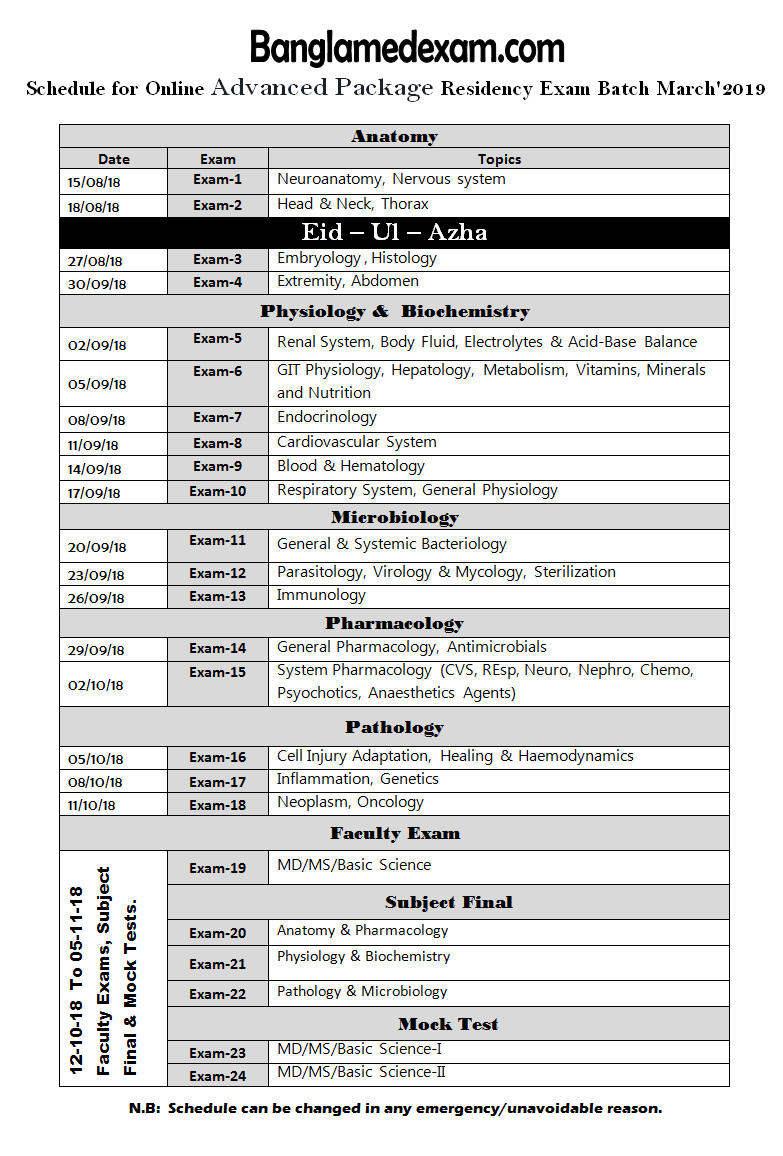 Banglamedexam.com
Schedule for Online Advanced Package Residency Exam Batch March'2019
Anatomy
Date Exam Topics
15/08/18 Exam-1 Neuroanatomy, Nervous system
18/08/18 Exam-2 Head & Neck, Thorax
Eid – Ul – Azha
27/08/18 Exam-3 Embryology , Histology
30/09/18 Exam-4 Extremity, Abdomen
Physiology & Biochemistry
02/09/18 Exam-5 Renal System, Body Fluid, Electrolytes & Acid-Base Balance
05/09/18 Exam-6 GIT Physiology, Hepatology, Metabolism, Vitamins, Minerals
and Nutrition
08/09/18 Exam-7 Endocrinology
11/09/18 Exam-8 Cardiovascular System
14/09/18 Exam-9 Blood & Hematology
17/09/18 Exam-10 Respiratory System, General Physiology
Microbiology
20/09/18 Exam-11 General & Systemic Bacteriology
23/09/18 Exam-12 Parasitology, Virology & Mycology, Sterilization
26/09/18 Exam-13 Immunology
Pharmacology
29/09/18 Exam-14 General Pharmacology, Antimicrobials
02/10/18 Exam-15 System Pharmacology (CVS, REsp, Neuro, Nephro, Chemo,
Psychotics, Anaesthetics Agents)
Pathology
05/10/18 Exam-16 Cell Injury Adaptation, Healing & Haemodynamics
08/10/18 Exam-17 Inflammation, Genetics
11/10/18 Exam-18 Neoplasm, Oncology
Faculty Exam
12-10-18 To 05-11-18
Faculty Exams, Subject
Final & Mock Tests.
Exam-19 MD/MS/Basic Science
Subject Final
Exam-20 Anatomy & Pharmacology
Exam-21 Physiology & Biochemistry
Exam-22 Pathology & Microbiology
Mock Test
Exam-23 MD/MS/Basic Science-I
Exam-24 MD/MS/Basic Science-II
N.B: Schedule can be changed in any emergency/unavoidable reason.